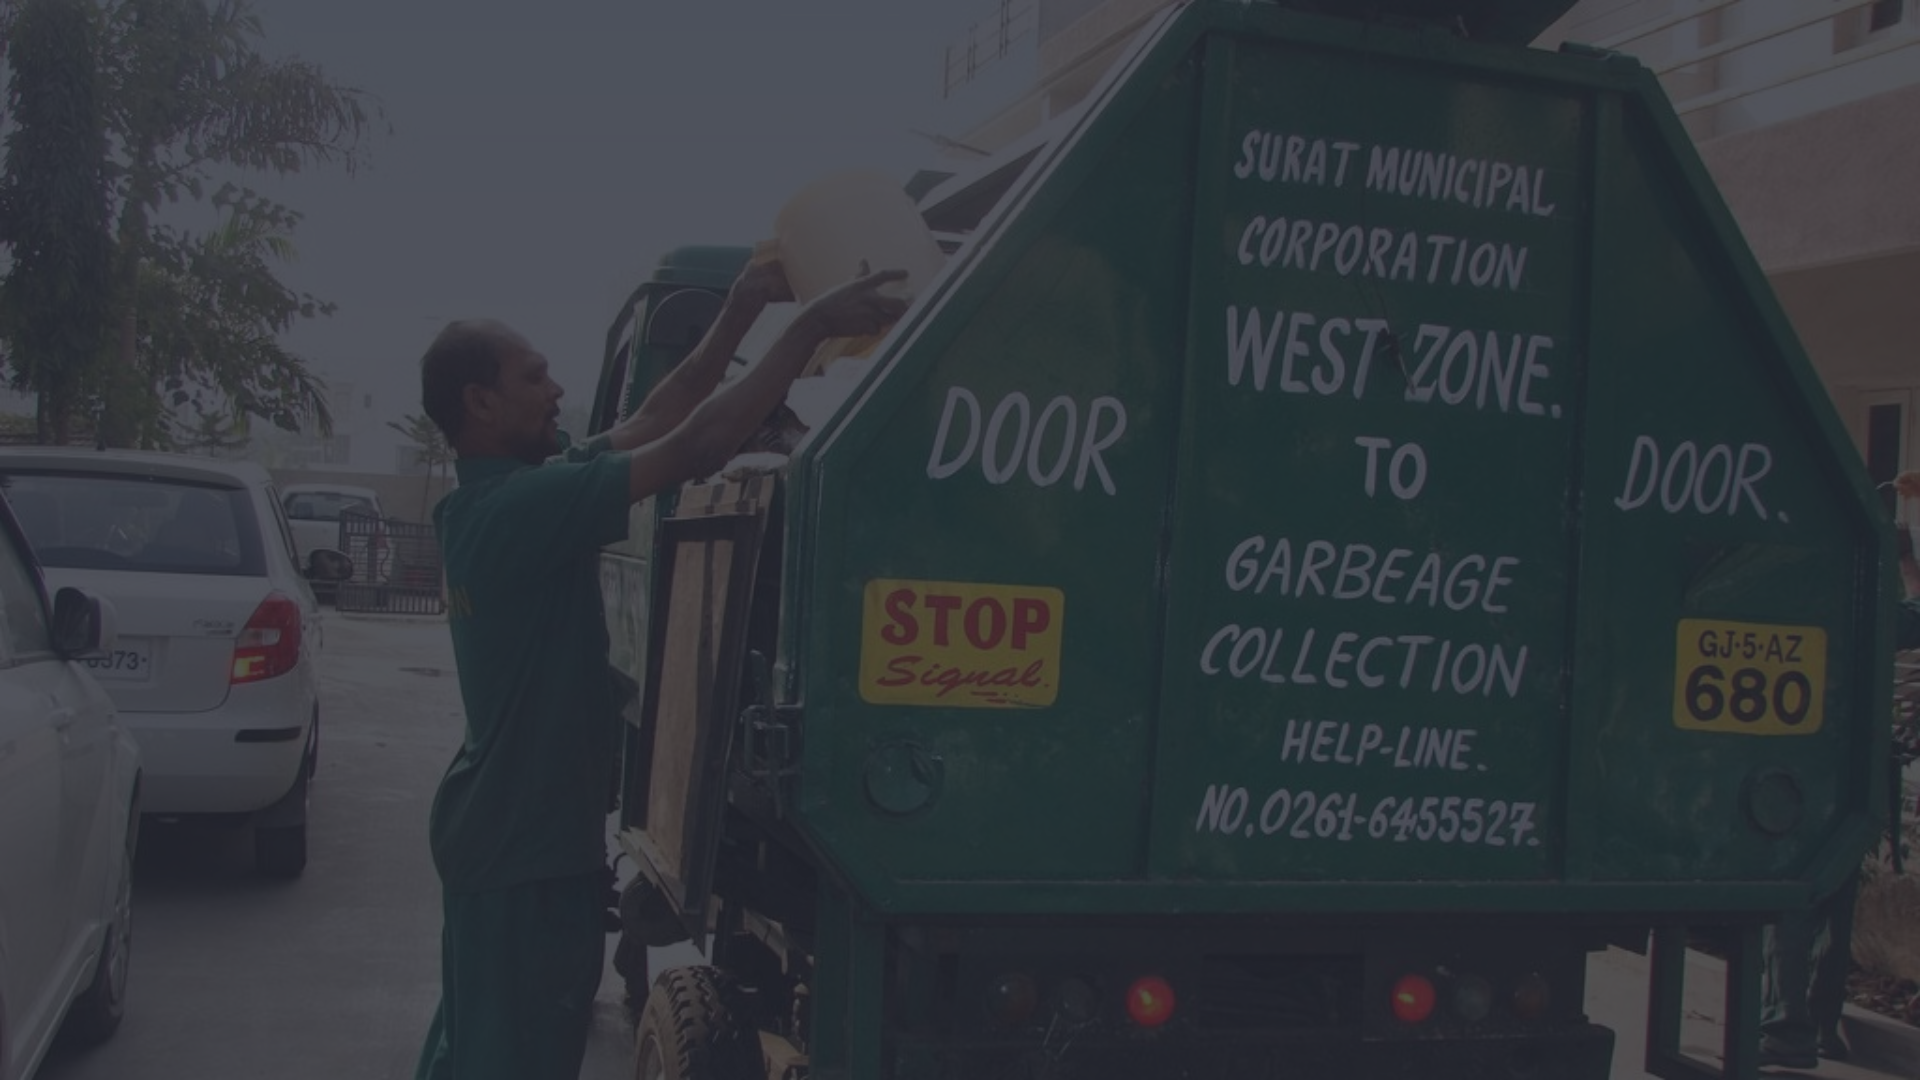 SURAT MUNICIPAL
CORPORATION
WEST ZONE.
DOOR
TO
DOOR.
GARBEAGE
COLLECTION
HELP-LINE.
NO.0261-6455527.
STOP
Signal.
GJ·5·AZ
680